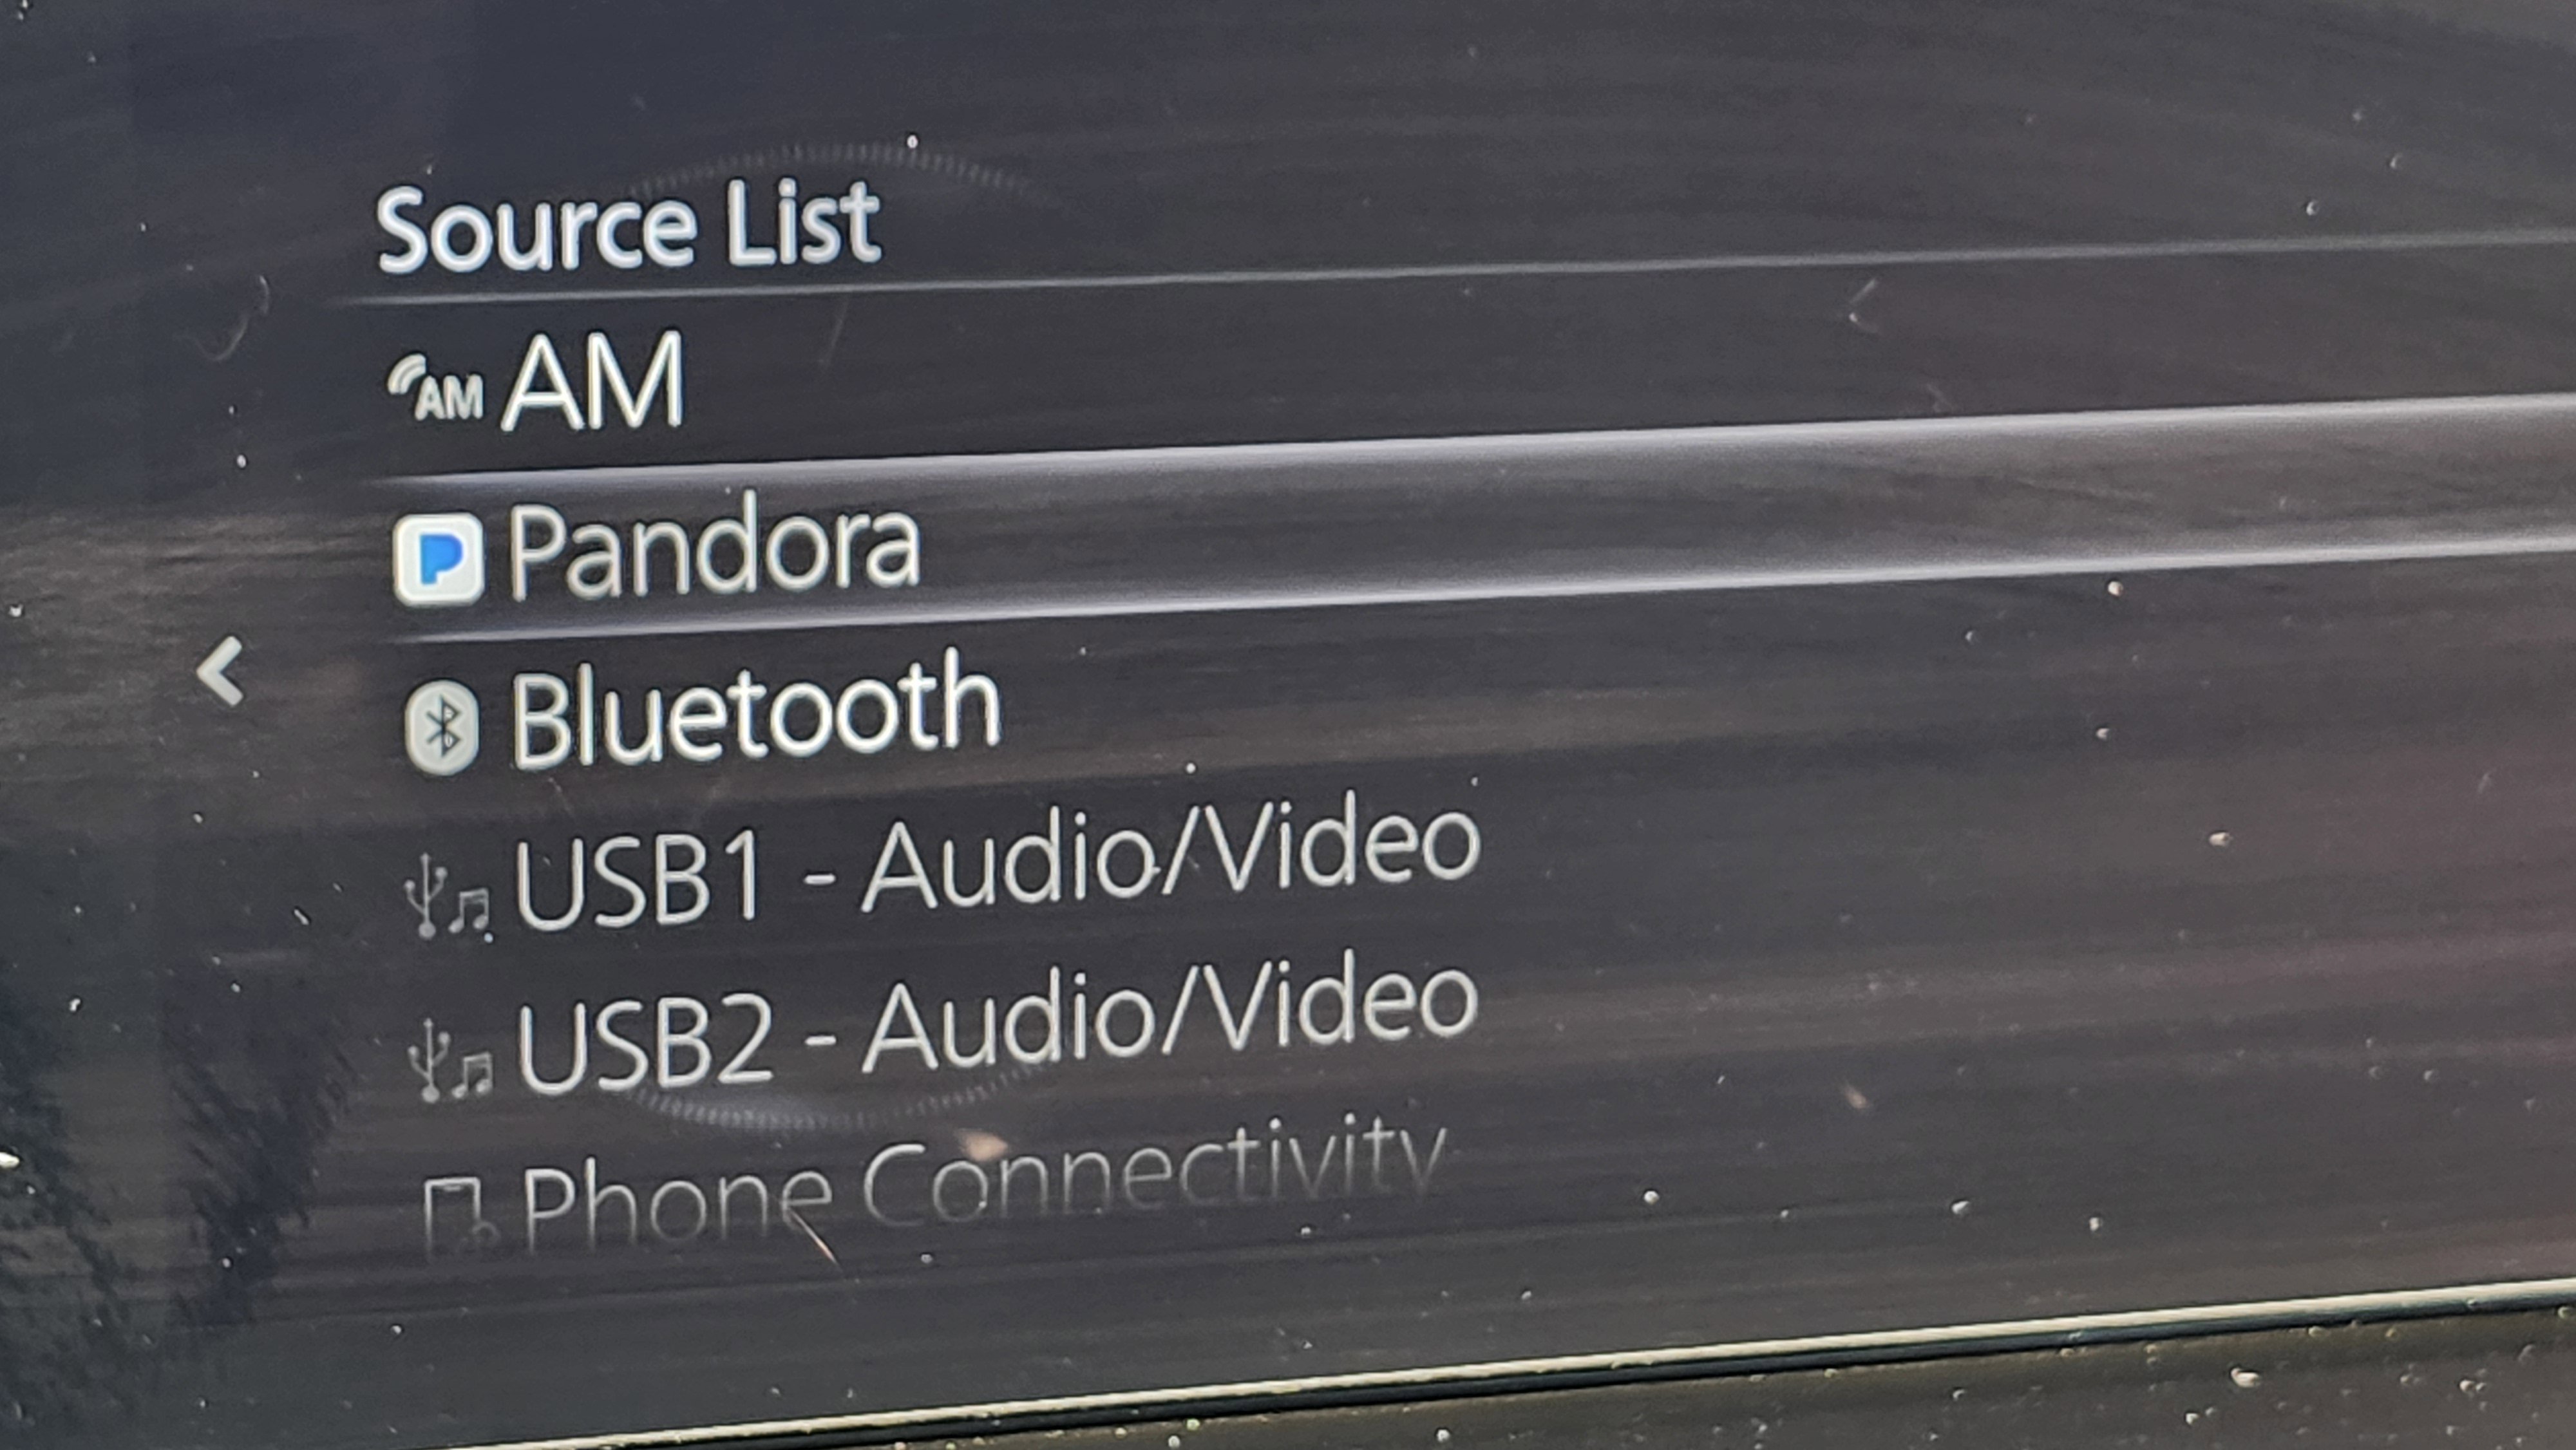 Source List
AM AM
P Pandora
Bluetooth
USB1 - Audio/Video
USB2 - Audio/Video
Phone Connectivity